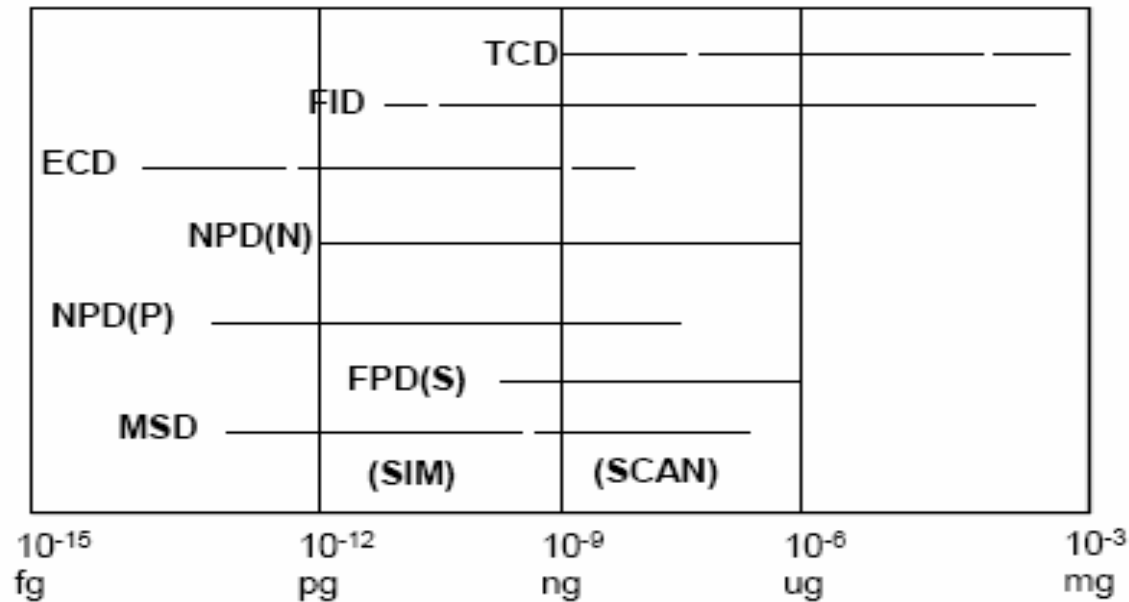 TCD
FID
ECD
NPD(N)
NPD(P)
FPD(S)
MSD
(SIM) (SCAN)
10-15 10-12 10-9 10-6 10-3
fg pg ng ug mg